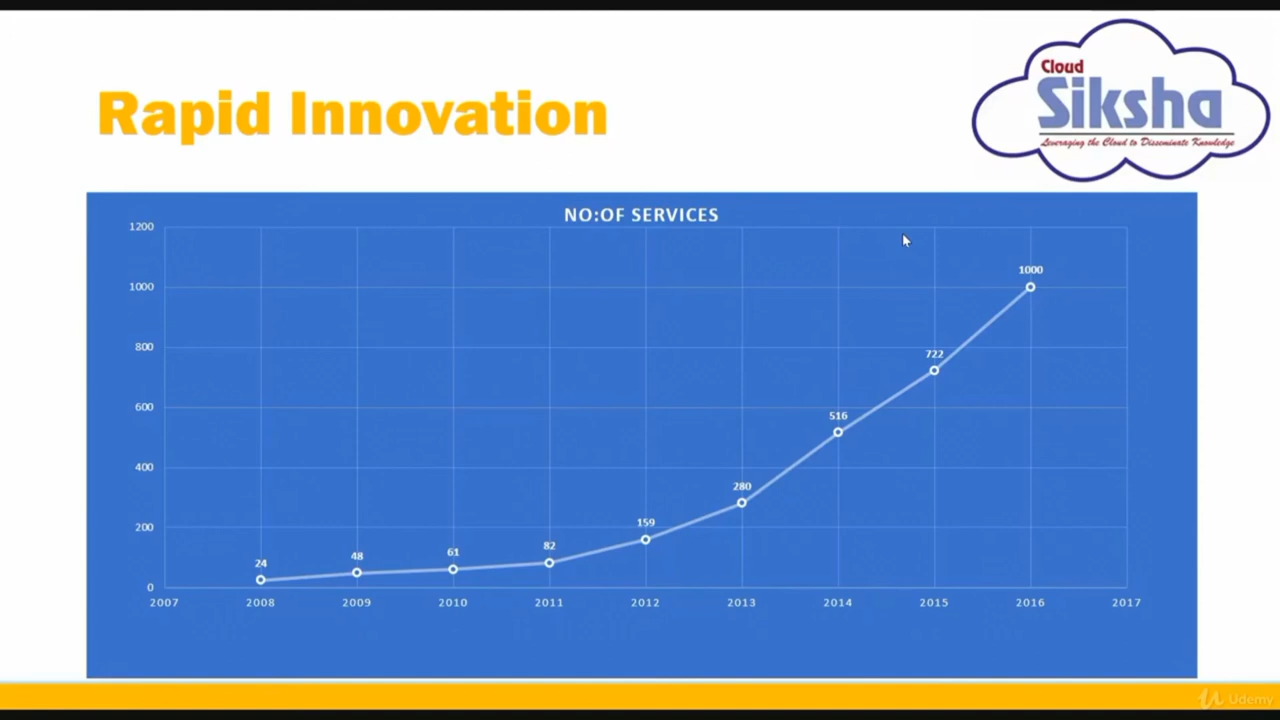 Cloud
Siksha
Leveraging the Cloud to Disseminate Knowledge
Rapid Innovation
NO:OF SERVICES
1200
1000
800
600
400
200
0
24
48
61
82
159
280
516
722
1000
2007 2008 2009 2010 2011 2012 2013 2014 2015 2016 2017
Udemy